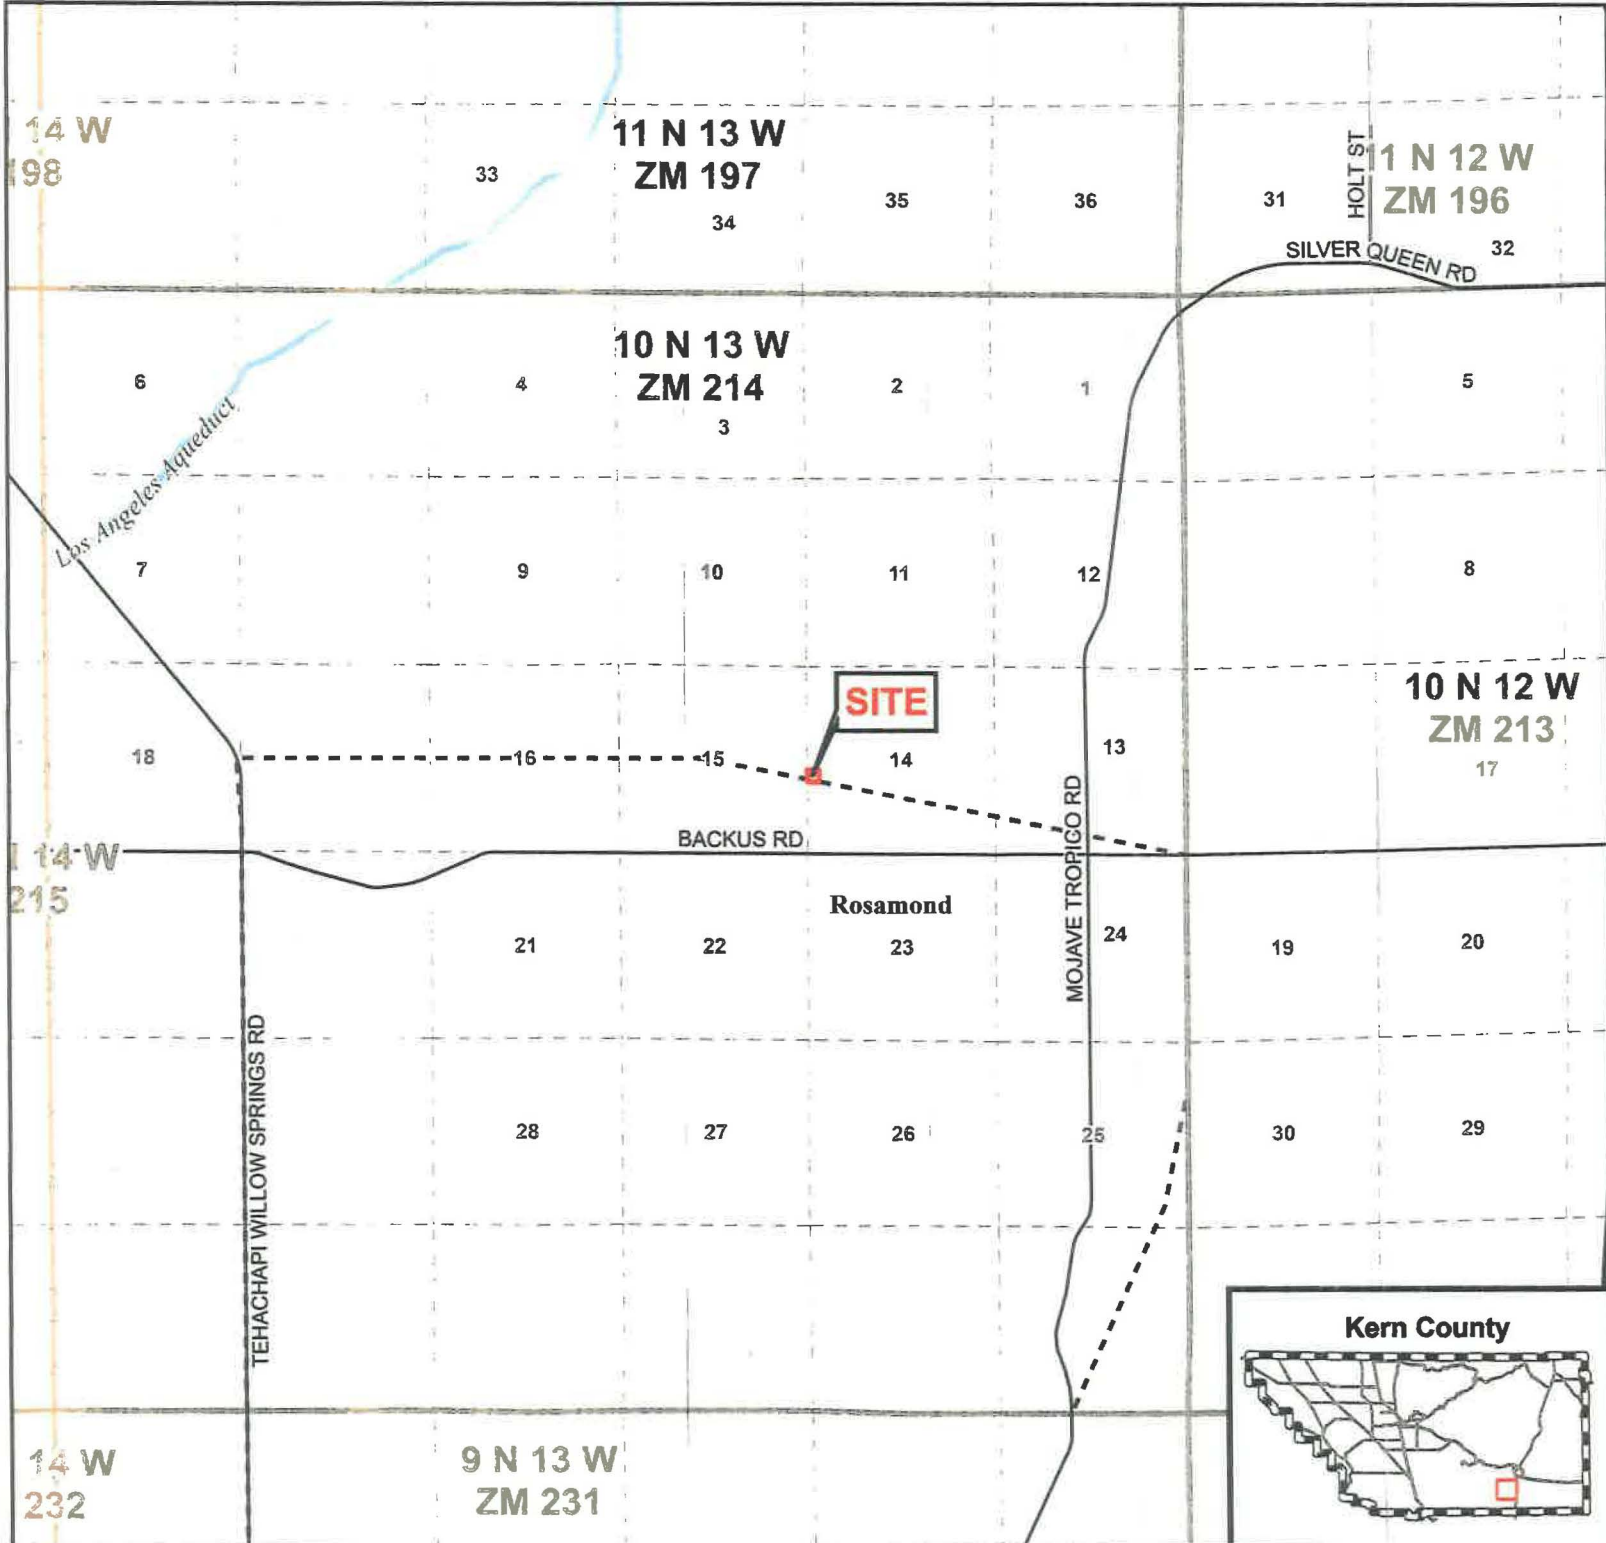 14 W
198
11 N 13 W
ZM 197
33
34
35
36
31
HOLT ST
11 N 12 W
ZM 196
32
SILVER QUEEN RD
10 N 13 W
ZM 214
6
4
3
2
1
5
Los Angeles Aqueduct
7
9
10
11
12
8
SITE
10 N 12 W
ZM 213
18
16
15
14
13
17
BACKUS RD
MOJAVE TROPICO RD
14 W
215
Rosamond
21
22
23
24
19
20
TEHACHAPI WILLOW SPRINGS RD
28
27
26
25
30
29
Kern County
14 W
232
9 N 13 W
ZM 231